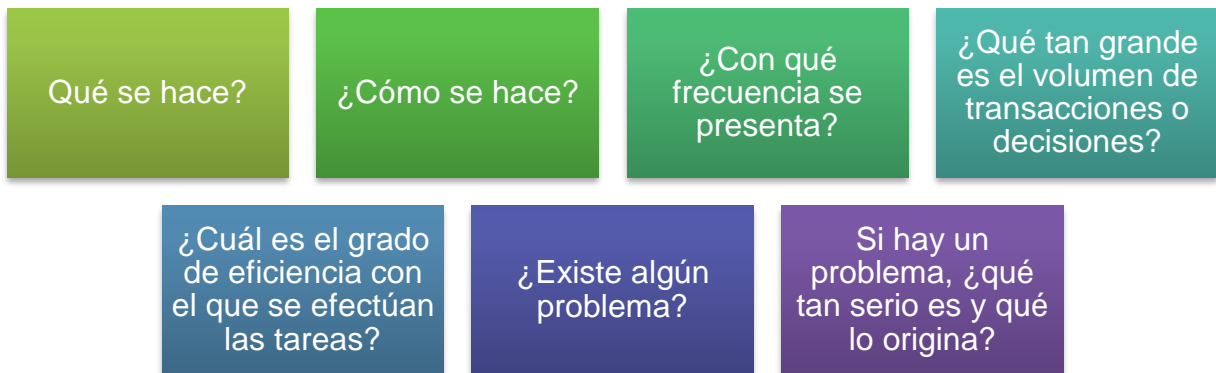 Qué se hace?
¿Cómo se hace?
¿Con qué
frecuencia se
presenta?
¿Qué tan grande
es el volumen de
transacciones o
decisiones?
¿Cuál es el grado
de eficiencia con
el que se efectúan
las tareas?
¿Existe algún
problema?
Si hay un
problema, ¿qué
tan serio es y qué
lo origina?